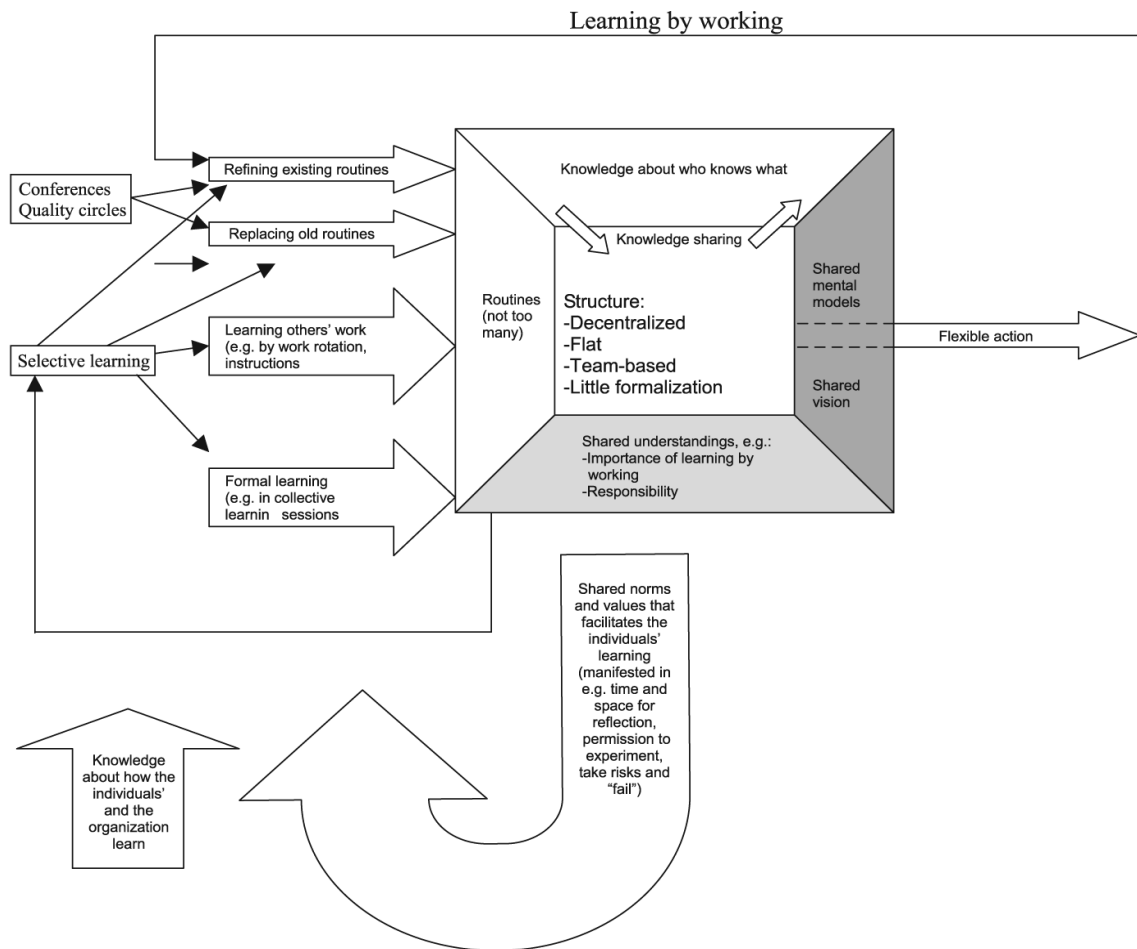 Learning by working
Refining existing routines
Conferences
Quality circles
Replacing old routines
Selective learning
Learning others' work
(e.g. by work rotation,
instructions
Formal learning
(e.g. in collective
learnin sessions
Knowledge about who knows what
Knowledge sharing
Routines
(not too
many)
Structure:
-Decentralized
-Flat
-Team-based
-Little formalization
Shared
mental
models
Shared
vision
Flexible action
Shared understandings, e.g.:
-Importance of learning by
working
-Responsibility
Shared norms
and values that
facilitates the
individuals'
learning
(manifested in
e.g. time and
space for
reflection,
permission to
experiment,
take risks and
“fail”)
Knowledge
about how the
individuals'
and the
organization
learn